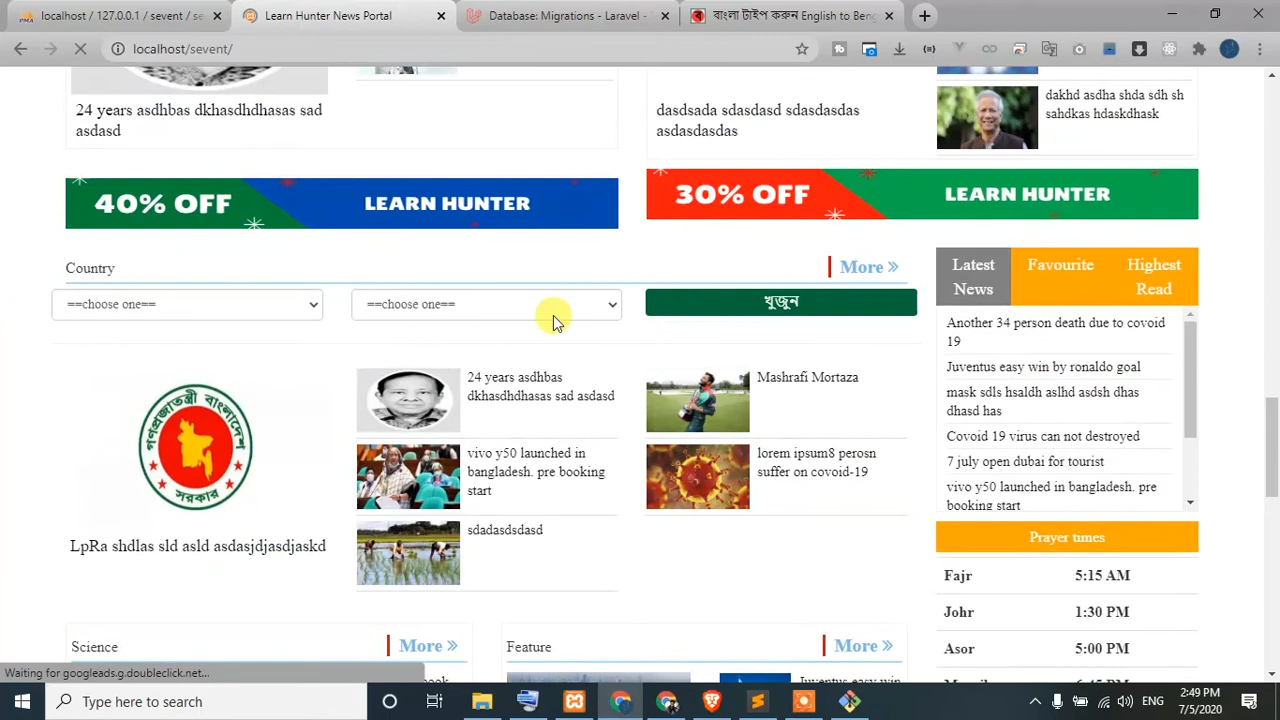 127.0.0.1 / localhost / sevent / n
Learn Hunter News Portal
Database: Migrations - Laravel -
বাংলা টাইপ করুন English to Beng
localhost/sevent/
24 years asdhbas dkhasdhdhasas sad
asdasd
dasdsada sdasdasd sdasdasdas
asdasdasdas
dakhd asdha shda sdh sh
sahdkas hdaskdhask
40% OFF LEARN HUNTER
30% OFF LEARN HUNTER
Country More »
==choose one== ==choose one== খুজুন
Latest
News
Favourite
Highest
Read
Another 34 person death due to covoid
19
Juventus easy win by ronaldo goal
mask sdls hsaldh aslhd asdsh dhas
dhasd has
Covoid 19 virus can not destroyed
7 july open dubai for tourist
vivo y50 launched in bangladesh. pre
booking start
গণপ্রজাতন্ত্রী বাংলাদেশ
সরকার
LpRa shdlas sld asld asdasjdjasdjaskd
24 years asdhbas
dkhasdhdhasas sad asdasd
vivo y50 launched in
bangladesh. pre booking
start
sdadasdsdasd
Mashrafi Mortaza
lorem ipsum8 perosn
suffer on covoid-19
Prayer times
Fajr 5:15 AM
Johr 1:30 PM
Asor 5:00 PM
Science More »
Feature More »
Juventus easy win
Waiting for googleads.g.doubleclick.net...
Type here to search
ENG
2:49 PM
7/5/2020